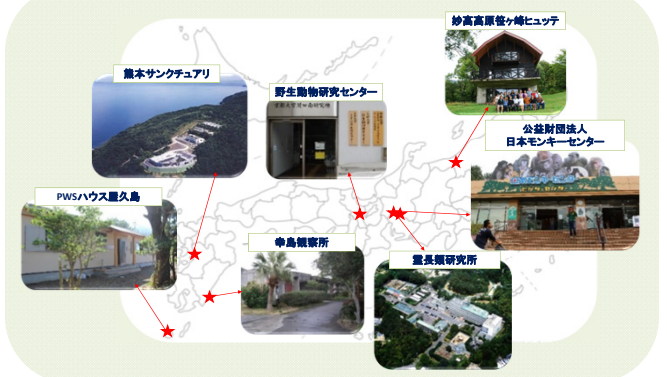 妙高高原笹ヶ峰ヒュッテ
熊本サンクチュアリ
野生動物研究センター
公益財団法人
日本モンキーセンター
PWSハウス屋久島
幸島観察所
霊長類研究所